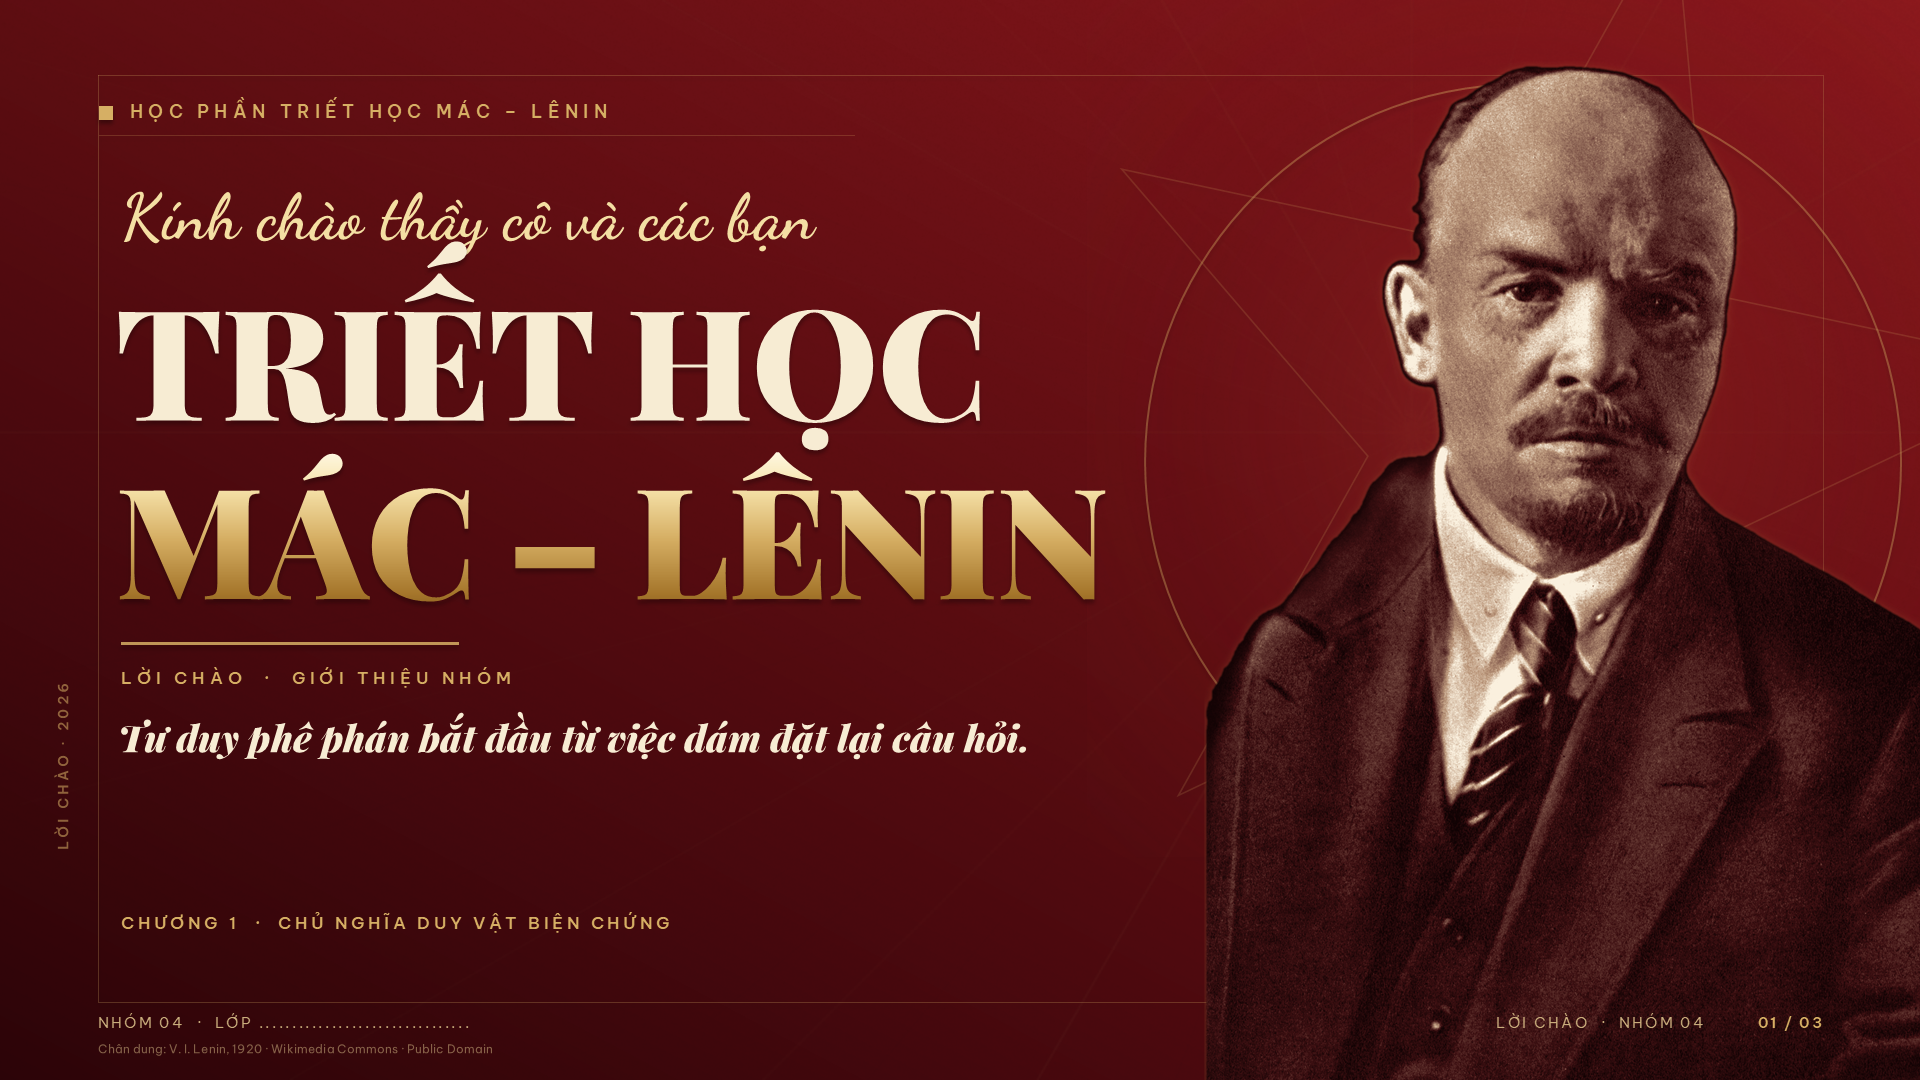 HỌC PHẦN TRIẾT HỌC MÁC – LÊNIN
Kính chào thầy cô và các bạn
TRIẾT HỌC
MÁC – LÊNIN
LỜI CHÀO · GIỚI THIỆU NHÓM
Tư duy phê phán bắt đầu từ việc dám đặt lại câu hỏi.
LỜI CHÀO · 2026
CHƯƠNG 1 · CHỦ NGHĨA DUY VẬT BIỆN CHỨNG
NHÓM 04 · LỚP ................................
Chân dung: V. I. Lenin, 1920 · Wikimedia Commons · Public Domain
LỜI CHÀO · NHÓM 04 01 / 03